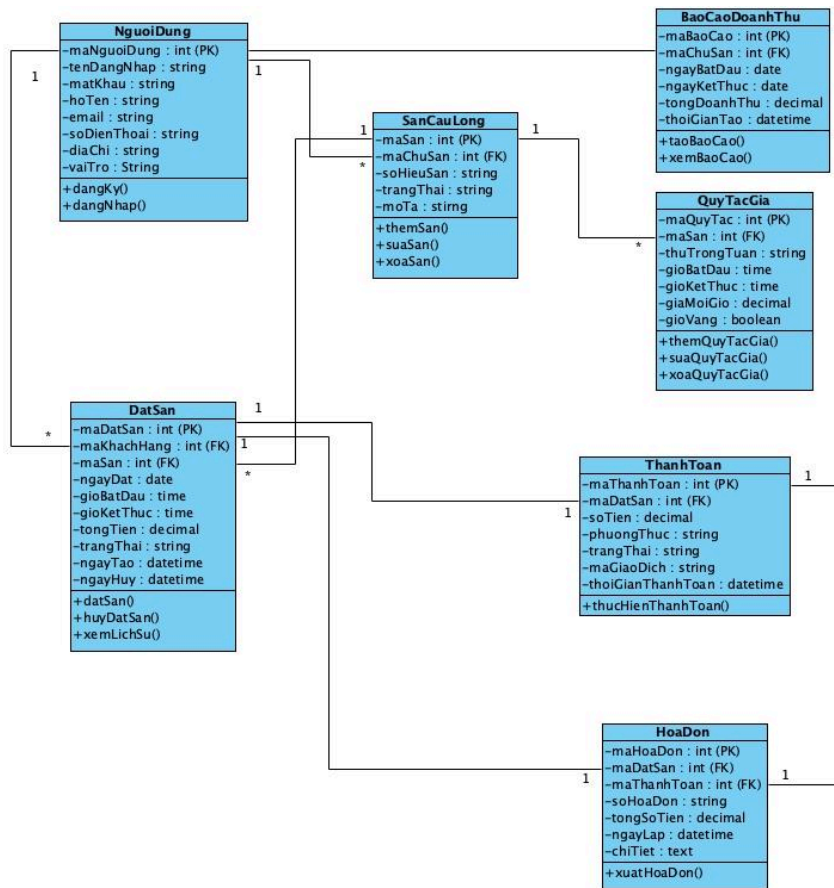 NguoiDung
-maNguoiDung : int (PK)
-tenDangNhap : string
-matKhau : string
-hoTen : string
-email : string
-soDienThoai : string
-diaChi : string
-vaiTro : String
+dangKy()
+dangNhap()
1
1
BaoCaoDoanhThu
-maBaoCao : int (PK)
-maChuSan : int (FK)
-ngayBatDau : date
-ngayKetThuc : date
-tongDoanhThu : decimal
-thoiGianTao : datetime
+taoBaoCao()
+xemBaoCao()
SanCauLong
-maSan : int (PK)
-maChuSan : int (FK)
-soHieuSan : string
-trangThai : string
-moTa : stirng
+themSan()
+suaSan()
+xoaSan()
1
*
1
*
QuyTacGia
-maQuyTac : int (PK)
-maSan : int (FK)
-thuTrongTuan : string
-gioBatDau : time
-gioKetThuc : time
-giaMoiGio : decimal
-gioVang : boolean
+themQuyTacGia()
+suaQuyTacGia()
+xoaQuyTacGia()
DatSan
-maDatSan : int (PK)
-maKhachHang : int (FK)
-maSan : int (FK)
-ngayDat : date
-gioBatDau : time
-gioKetThuc : time
-tongTien : decimal
-trangThai : string
-ngayTao : datetime
-ngayHuy : datetime
+datSan()
+huyDatSan()
+xemLichSu()
*
1
1
*
ThanhToan
-maThanhToan : int (PK)
-maDatSan : int (FK)
-soTien : decimal
-phuongThuc : string
-trangThai : string
-maGiaoDich : string
-thoiGianThanhToan : datetime
+thucHienThanhToan()
1
1
HoaDon
-maHoaDon : int (PK)
-maDatSan : int (FK)
-maThanhToan : int (FK)
-soHoaDon : string
-tongSoTien : decimal
-ngayLap : datetime
-chiTiet : text
+xuatHoaDon()
1
1